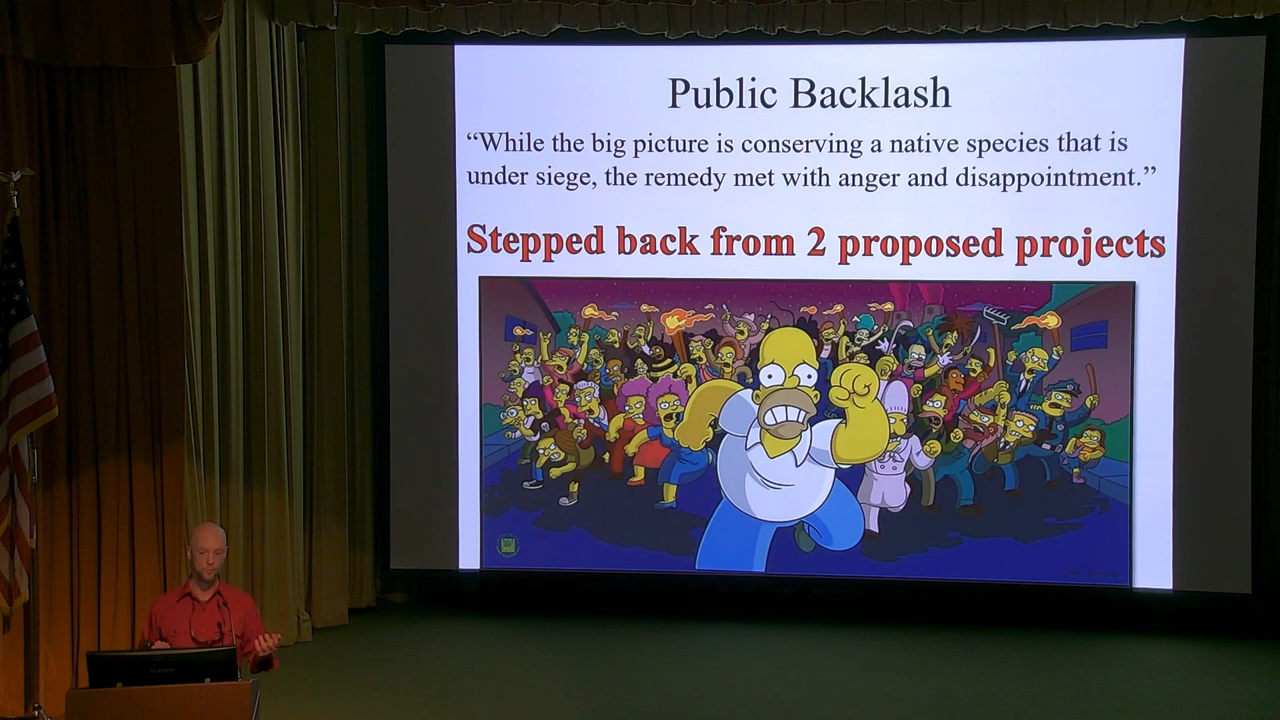 Public Backlash
“While the big picture is conserving a native species that is
under siege, the remedy met with anger and disappointment.”
Stepped back from 2 proposed projects